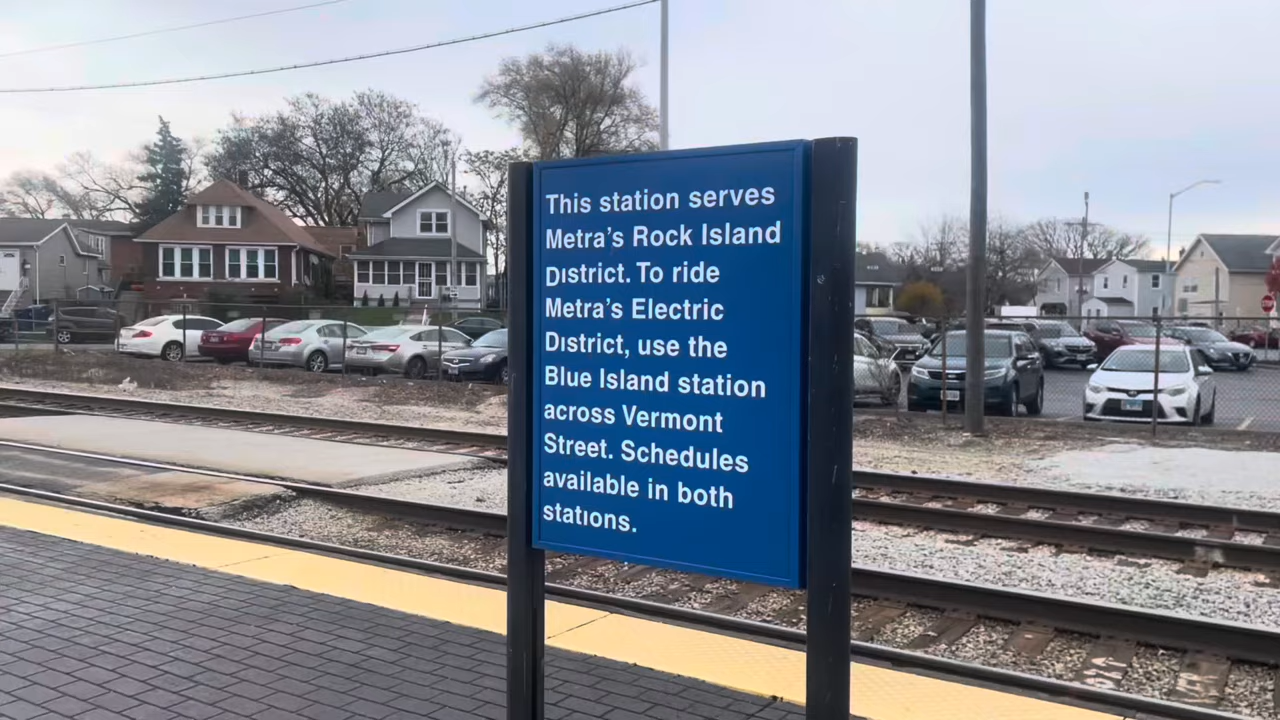 This station serves
Metra's Rock Island
District. To ride
Metra's Electric
District, use the
Blue Island station
across Vermont
Street. Schedules
available in both
stations.